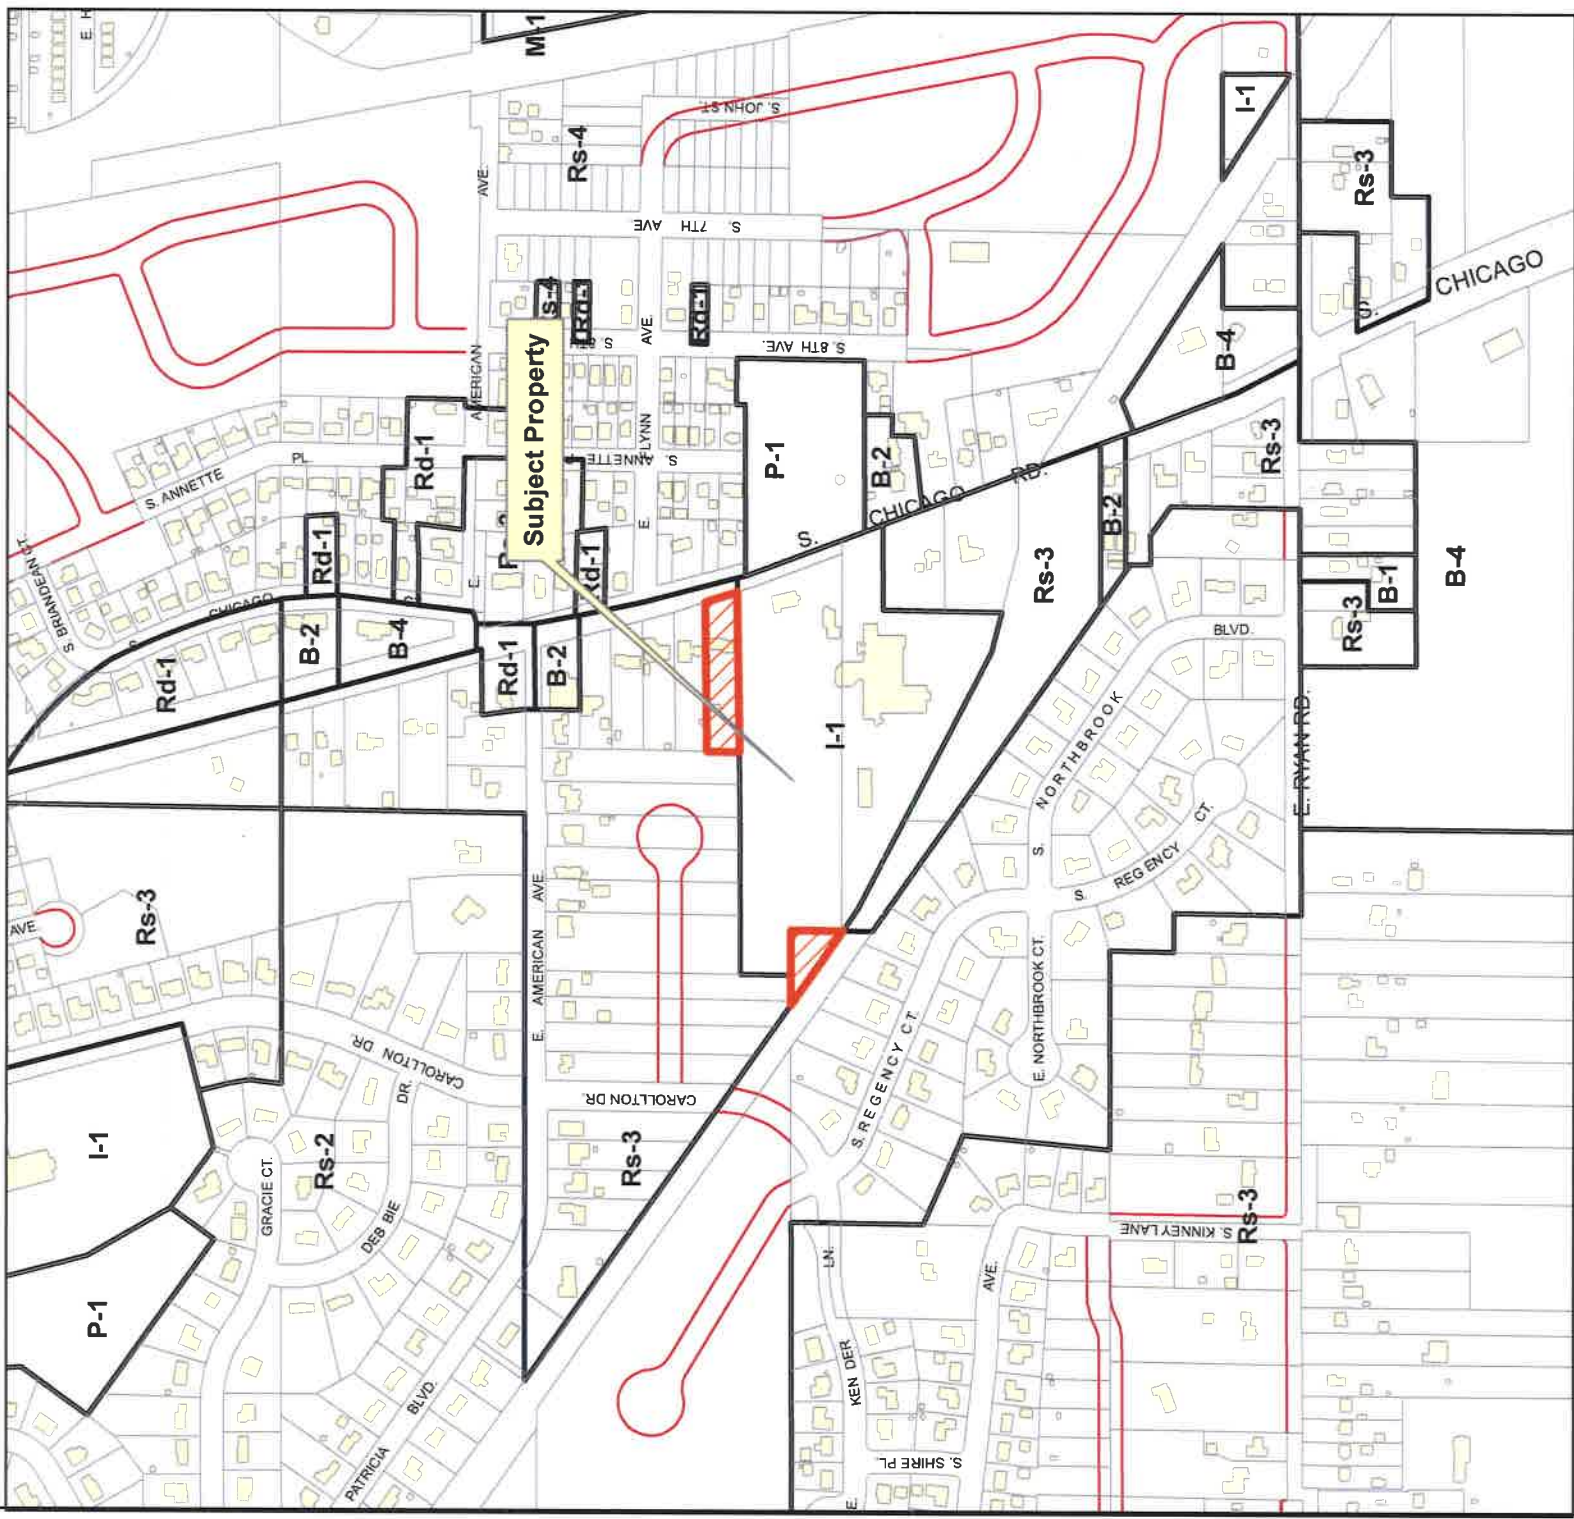 E. H
M-1
S. JOHN ST.
Rs-4
AVE.
S. 7TH AVE
I-1
Rs-3
CHICAGO
S.
B-4
s-4
Rd-1
S. 8TH
Rd-1
AVE.
S. 8TH AVE.
AMERICAN
Subject Property
LYNN
S. ANNETTE
E.
P-1
B-2
CHICAGO
RD.
S.
B-2
Rs-3
S. ANNETTE
PL.
Rd-1
Rd-1
Rd-1
E.
S. BRIANDEAN CT.
S.
CHICAGO
S.
Rd-1
B-2
B-4
Rd-1
B-2
I-1
Rs-3
BLVD.
NORTHBROOK
S.
E. RYAN RD.
Rs-3
B-1
B-4
CT.
REGENCY
S.
AVE.
Rs-3
E. AMERICAN AVE.
E. NORTHBROOK CT.
S. REGENCY CT.
CAROLLTON DR.
CAROLLTON DR.
I-1
GRACIE CT.
Rs-2
DR.
DEB BIE
Rs-3
P-1
PATRICIA
BLVD.
LN.
KEN DER
E.
AVE.
S. SHIRE PL
S. KINNEY LANE
Rs-3